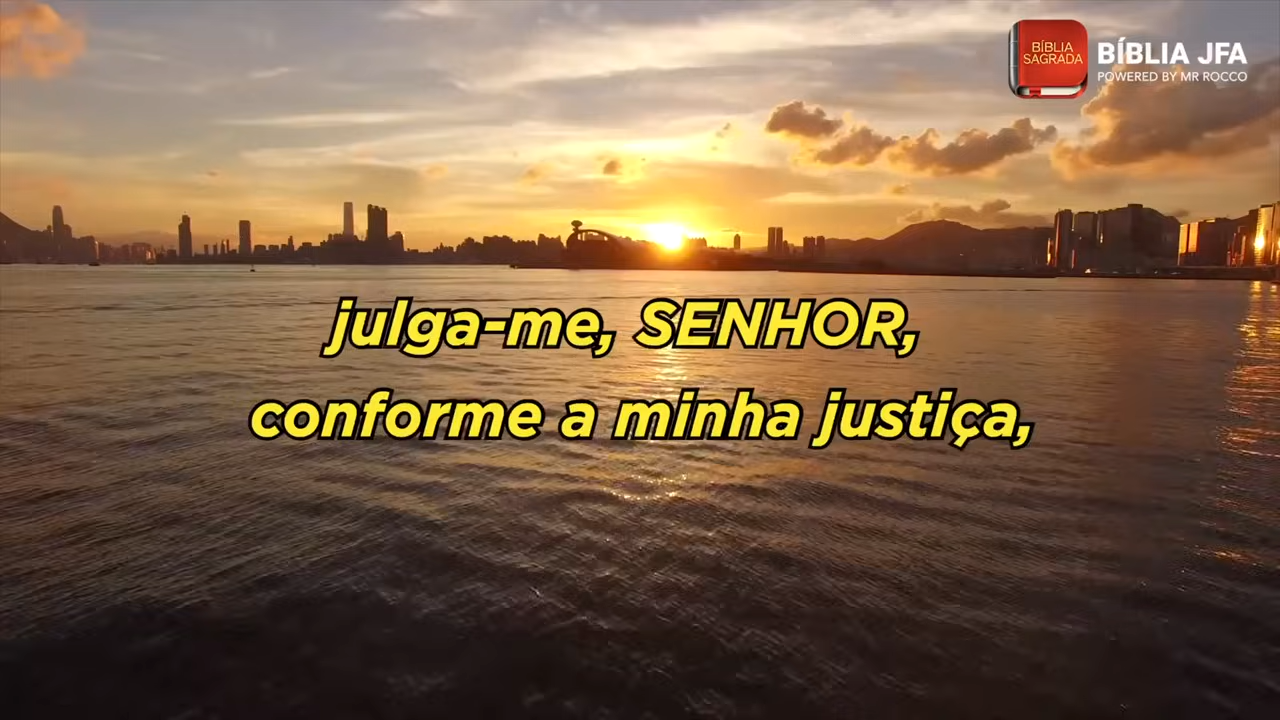 BÍBLIA
SAGRADA
BÍBLIA JFA
POWERED BY MR ROCCO
julga-me, SENHOR,
conforme a minha justiça,